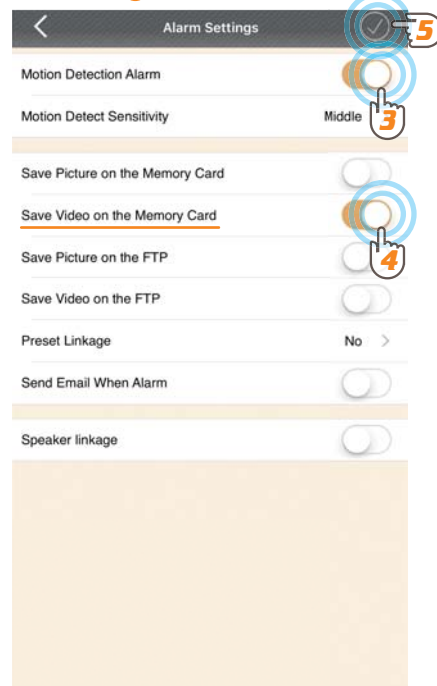 Alarm Settings
5
Motion Detection Alarm
Motion Detect Sensitivity Middle
3
Save Picture on the Memory Card
Save Video on the Memory Card
Save Picture on the FTP
4
Save Video on the FTP
Preset Linkage No
Send Email When Alarm
Speaker linkage